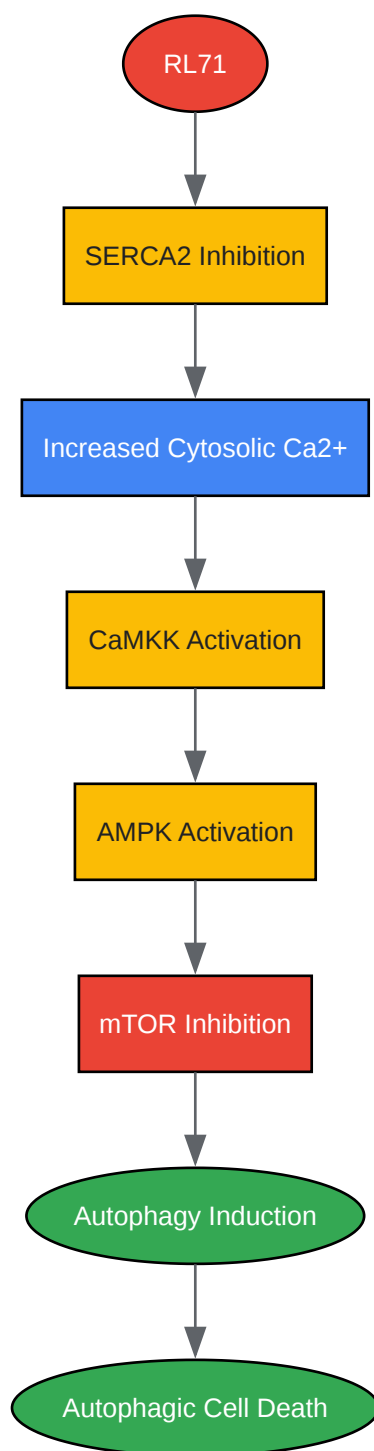 RL71
SERCA2 Inhibition
Increased Cytosolic Ca2+
CaMKK Activation
AMPK Activation
mTOR Inhibition
Autophagy Induction
Autophagic Cell Death